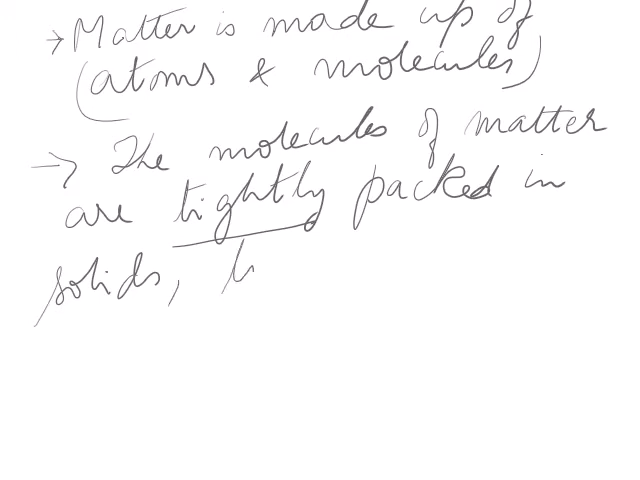 → Matter is made up of
(atoms & molecules)
→ The molecules of matter
are tightly packed in
solids,